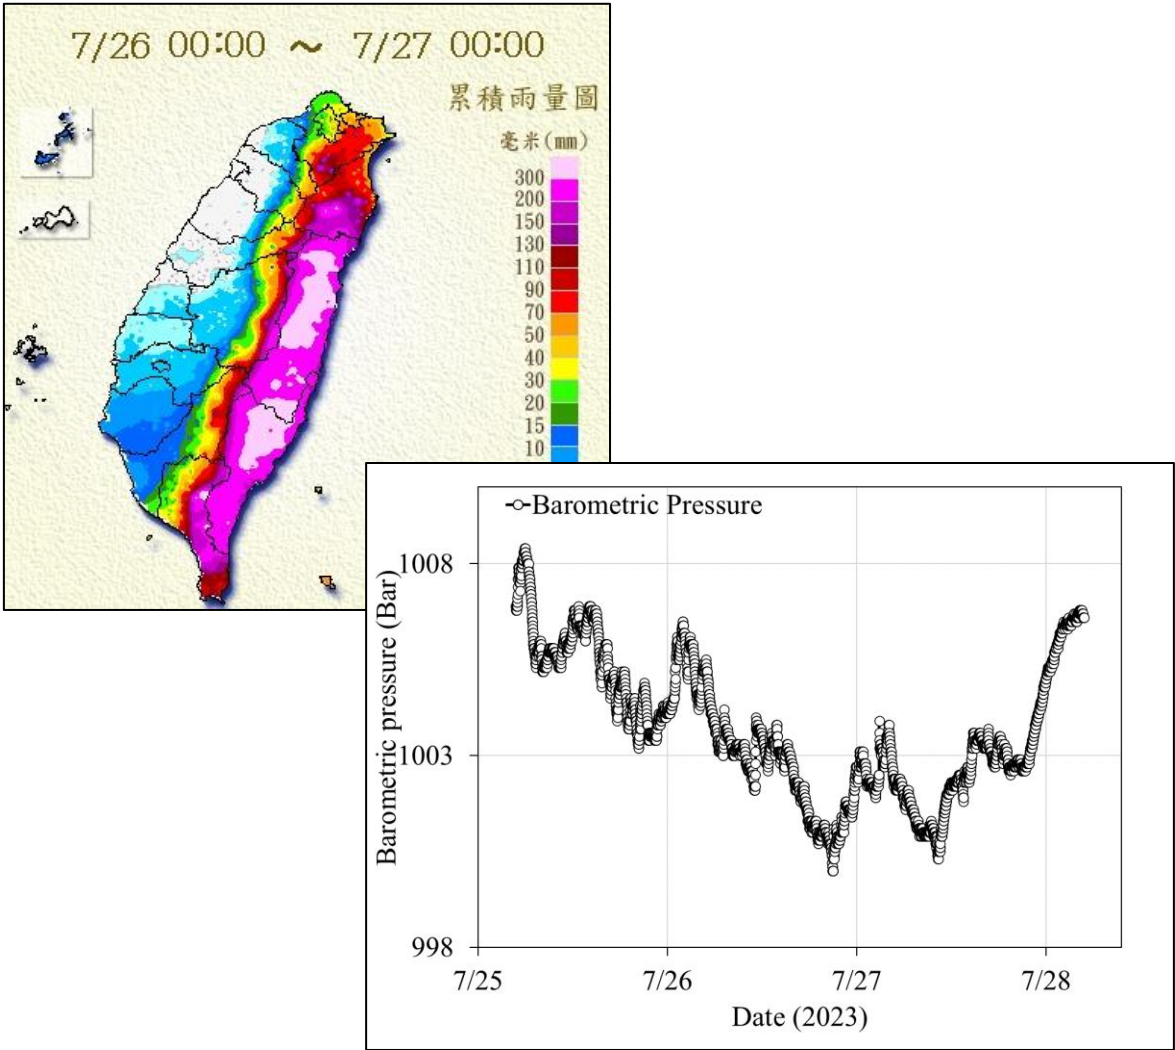 7/26 00:00 ~ 7/27 00:00
累積雨量圖
毫米(mm)
300
200
150
130
110
90
70
50
40
30
20
15
10
Barometric Pressure
Barometric pressure (Bar)
1008
1003
998
7/25 7/26 7/27 7/28
Date (2023)